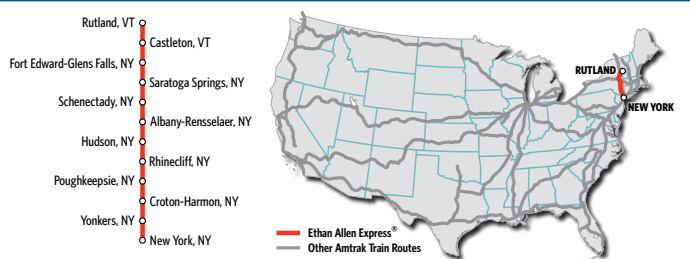 Rutland, VT
Castleton, VT
Fort Edward-Glens Falls, NY
Saratoga Springs, NY
Schenectady, NY
Albany-Rensselaer, NY
Hudson, NY
Rhinecliff, NY
Poughkeepsie, NY
Croton-Harmon, NY
Yonkers, NY
New York, NY
RUTLAND
NEW YORK
Ethan Allen Express®
Other Amtrak Train Routes